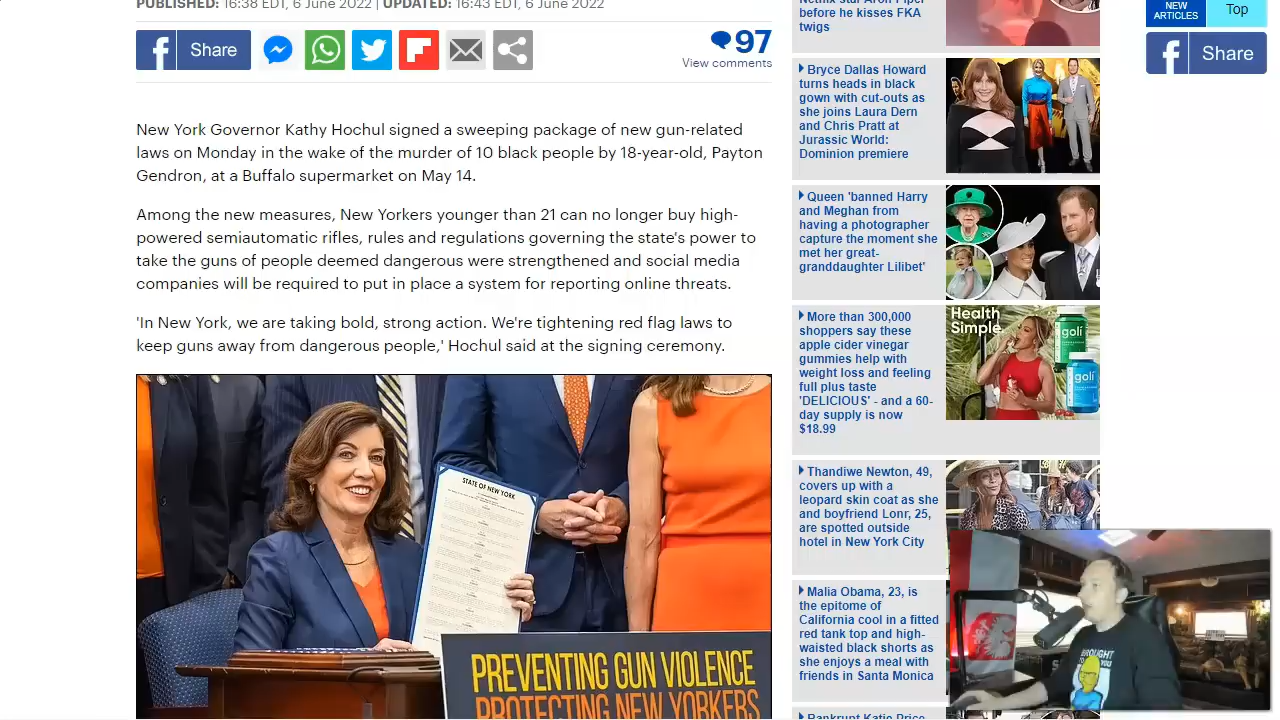 PUBLISHED: 16:38 EDT, 6 June 2022 | UPDATED: 16:43 EDT, 6 June 2022
Share
97
View comments
New York Governor Kathy Hochul signed a sweeping package of new gun-related
laws on Monday in the wake of the murder of 10 black people by 18-year-old, Payton
Gendron, at a Buffalo supermarket on May 14.
Among the new measures, New Yorkers younger than 21 can no longer buy high-
powered semiautomatic rifles, rules and regulations governing the state's power to
take the guns of people deemed dangerous were strengthened and social media
companies will be required to put in place a system for reporting online threats.
'In New York, we are taking bold, strong action. We're tightening red flag laws to
keep guns away from dangerous people,' Hochul said at the signing ceremony.
STATE OF NEW YORK
PREVENTING GUN VIOLENCE
PROTECTING NEW YORKERS
Netflix star Aron Piper
before he kisses FKA
twigs
Bryce Dallas Howard
turns heads in black
gown with cut-outs as
she joins Laura Dern
and Chris Pratt at
Jurassic World:
Dominion premiere
Queen 'banned Harry
and Meghan from
having a photographer
capture the moment she
met her great-
granddaughter Lilibet'
More than 300,000
shoppers say these
apple cider vinegar
gummies help with
weight loss and feeling
full plus taste
'DELICIOUS' - and a 60-
day supply is now
$18.99
Health
Simple.
goli
goli
Thandiwe Newton, 49,
covers up with a
leopard skin coat as she
and boyfriend Lonr, 25,
are spotted outside
hotel in New York City
Malia Obama, 23, is
the epitome of
California cool in a fitted
red tank top and high-
waisted black shorts as
she enjoys a meal with
friends in Santa Monica
Bankrupt Katie Price
NEW
ARTICLES
Top
Share
BROUGHT
TO YOU